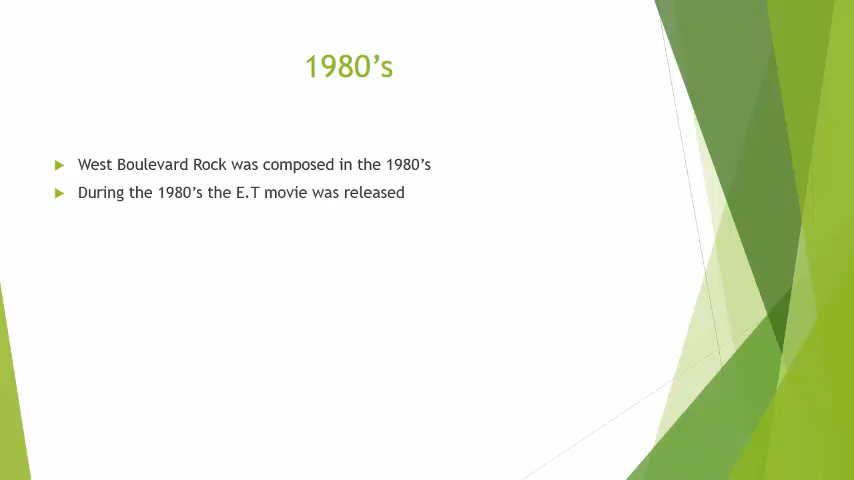 1980’s
West Boulevard Rock was composed in the 1980’s
During the 1980’s the E.T movie was released